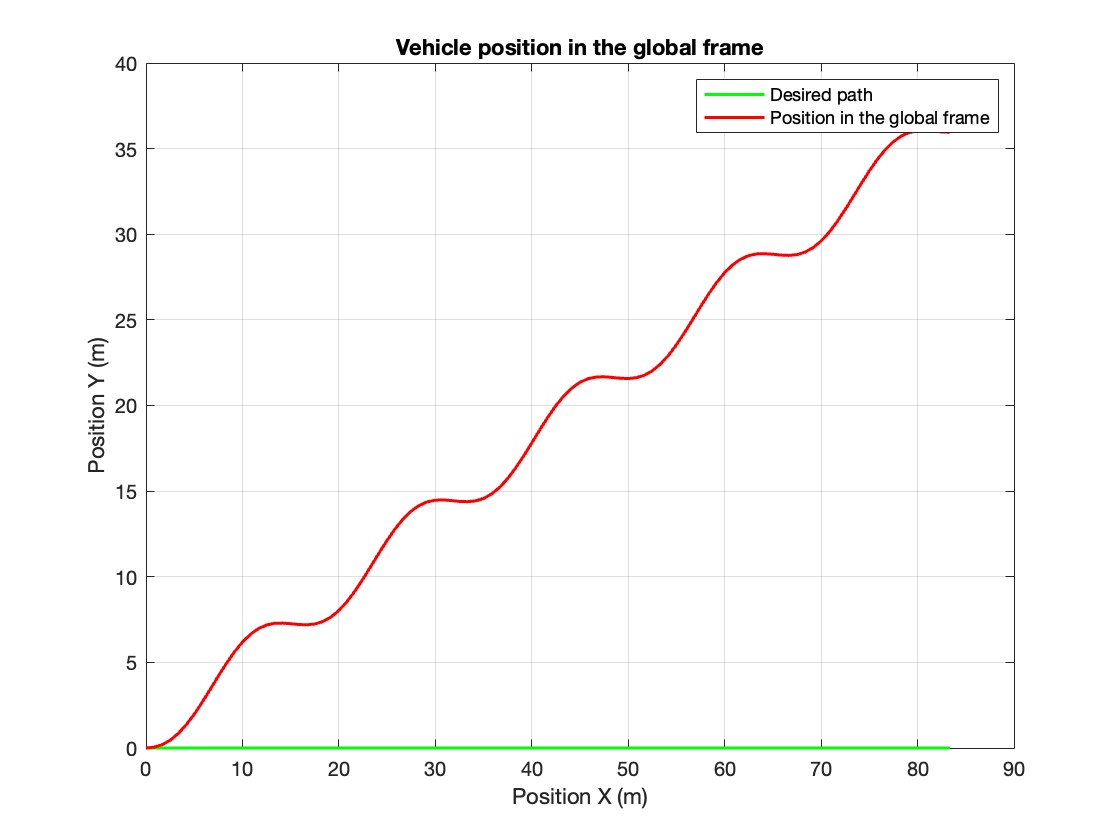 Vehicle position in the global frame
Desired path
Position in the global frame
40
35
30
25
20
15
10
5
0
Position Y (m)
0 10 20 30 40 50 60 70 80 90
Position X (m)